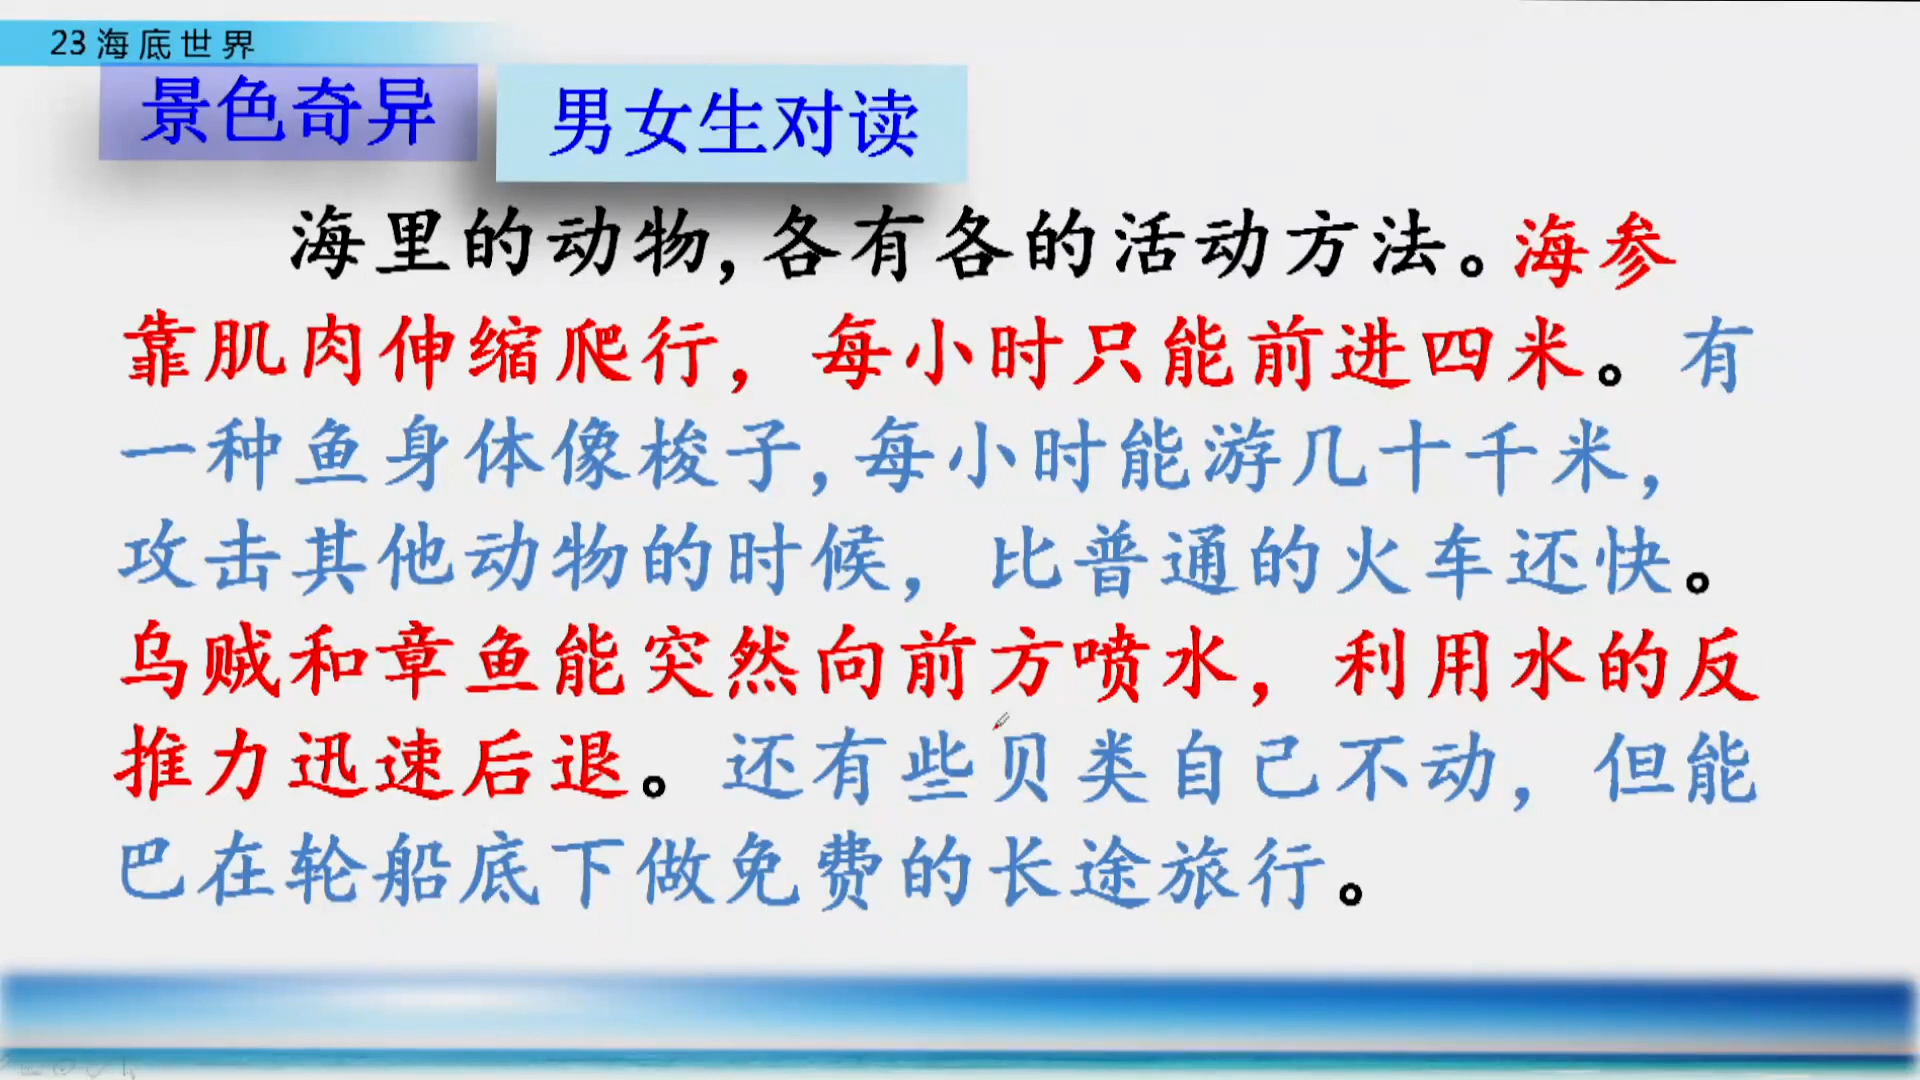 23 海底世界
景色奇异
男女生对读
海里的动物,各有各的活动方法。海参
靠肌肉伸缩爬行，每小时只能前进四米。有
一种鱼身体像梭子,每小时能游几十千米，
攻击其他动物的时候，比普通的火车还快。
乌贼和章鱼能突然向前方喷水，利用水的反
推力迅速后退。还有些贝类自己不动，但能
巴在轮船底下做免费的长途旅行。